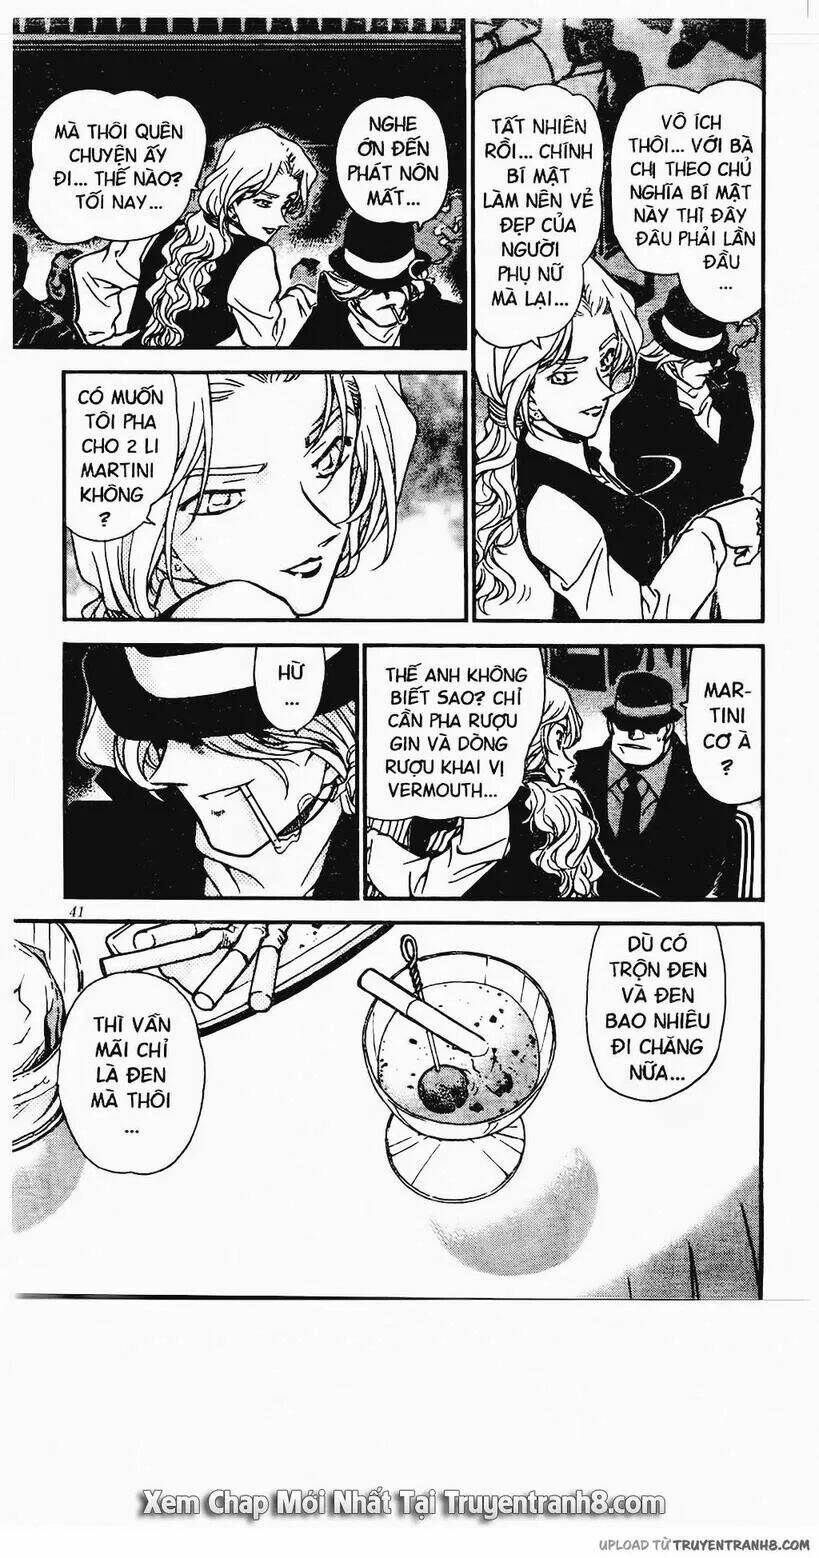 VÔ ÍCH
THÔI... VỚI BÀ
CHỊ THEO CHỦ
NGHĨA BÍ MẬT
NÀY THÌ ĐÂY
ĐÂU PHẢI LẦN
ĐẦU
...
TẤT NHIÊN
RỒI... CHÍNH
BÍ MẬT
LÀM NÊN VẺ
ĐẸP CỦA
NGƯỜI
PHỤ NỮ
MÀ LẠI...
NGHE
ỚN ĐẾN
PHÁT NÔN
MẤT...
MÀ THÔI QUÊN
CHUYỆN ẤY
ĐI... THẾ NÀO?
TỐI NAY...
CÓ MUỐN
TÔI PHA
CHO 2 LI
MARTINI
KHÔNG
?
MAR-
TINI
CƠ À
?
THẾ ANH KHÔNG
BIẾT SAO? CHỈ
CẦN PHA RƯỢU
GIN VÀ DÒNG
RƯỢU KHAI VỊ
VERMOUTH...
HỪ
...
41
DÙ CÓ
TRỘN ĐEN
VÀ ĐEN
BAO NHIÊU
ĐI CHĂNG
NỮA...
THÌ VẪN
MÃI CHỈ
LÀ ĐEN
MÀ THÔI
...
Xem Chap Mới Nhất Tại Truyentranh8.com
UPLOAD TỪ TRUYENTRANH8.COM